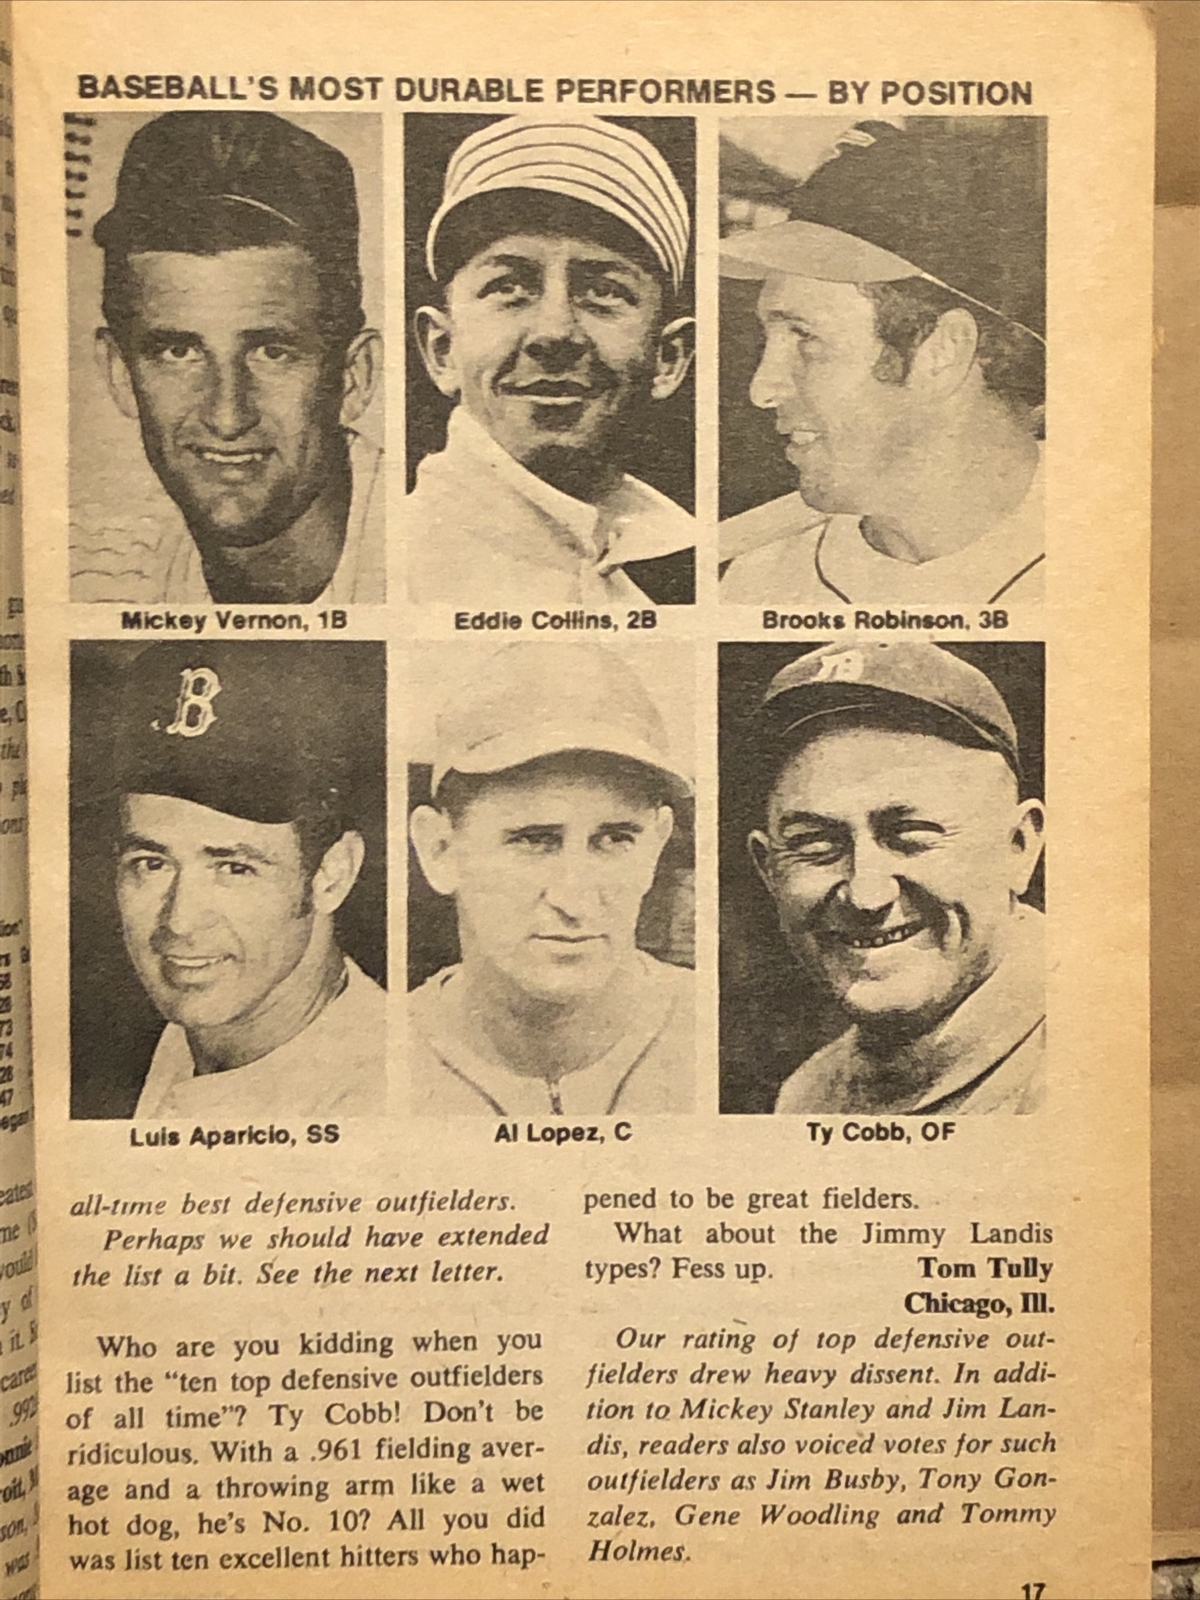 BASEBALL'S MOST DURABLE PERFORMERS — BY POSITION
Mickey Vernon, 1B
Eddie Collins, 2B
Brooks Robinson, 3B
B
Luis Aparicio, SS
Al Lopez, C
Ty Cobb, OF
all-time best defensive outfielders.
Perhaps we should have extended
the list a bit. See the next letter.
Who are you kidding when you
list the "ten top defensive outfielders
of all time"? Ty Cobb! Don't be
ridiculous. With a .961 fielding aver-
age and a throwing arm like a wet
hot dog, he's No. 10? All you did
was list ten excellent hitters who hap-
pened to be great fielders.
What about the Jimmy Landis
types? Fess up.
Tom Tully
Chicago, Ill.
Our rating of top defensive out-
fielders drew heavy dissent. In addi-
tion to Mickey Stanley and Jim Lan-
dis, readers also voiced votes for such
outfielders as Jim Busby, Tony Gon-
zalez, Gene Woodling and Tommy
Holmes.
17